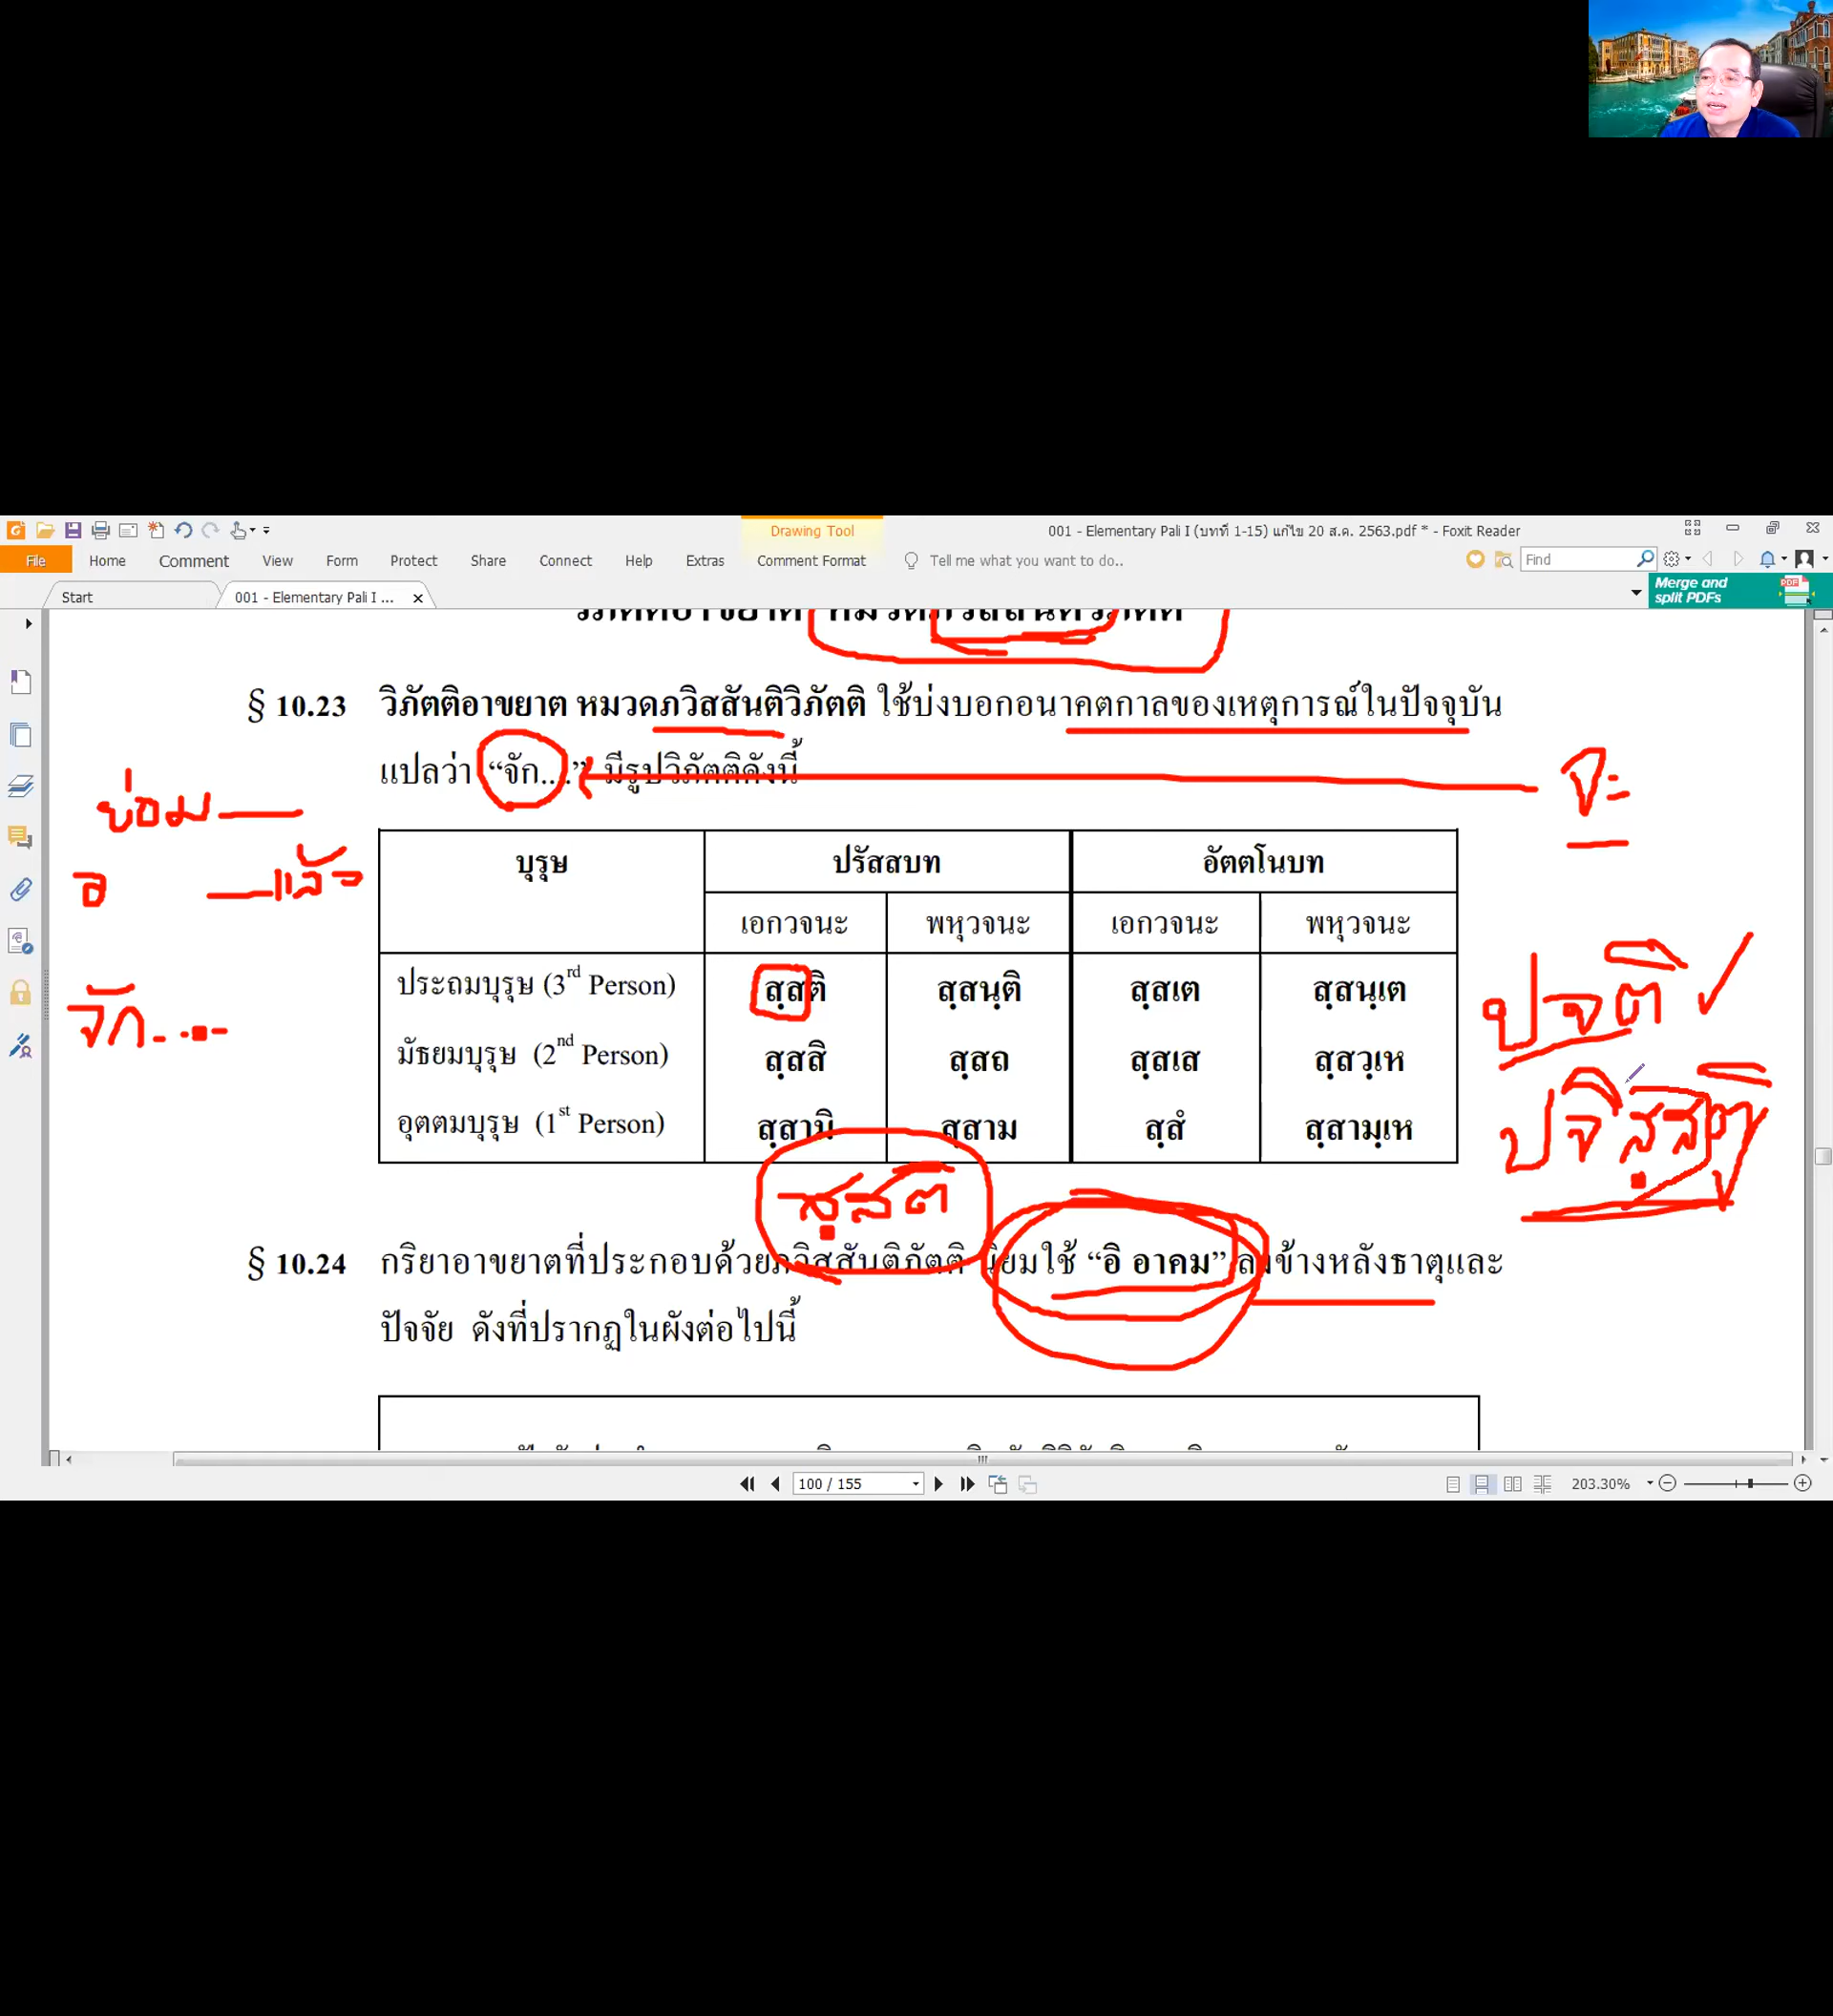 Drawing Tool
001 - Elementary Pali I (บทที่ 1-15) แก้ไข 20 ส.ค. 2563.pdf * - Foxit Reader
File Home Comment View Form Protect Share Connect Help Extras Comment Format Tell me what you want to do.. Find
Start 001 - Elementary Pali I ... Merge and split PDFs
§ 10.23 วิภัตติอาขยาต หมวดภวิสสันติวิภัตติ ใช้บ่งบอกอนาคตกาลของเหตุการณ์ในปัจจุบัน
แปลว่า “จัก....” มีรูปวิภัตติดังนี้
จะ
ย่อม
อ แล้ว
จัก...
บุรุษ ปรัสสบท อัตตโนบท
เอกวจนะ พหุวจนะ เอกวจนะ พหุวจนะ
ประถมบุรุษ (3rd Person) สฺสติ สฺสนฺติ สฺสเต สฺสนฺเต
มัธยมบุรุษ (2nd Person) สฺสสิ สฺสถ สฺสเส สฺสวฺเห
อุตตมบุรุษ (1st Person) สฺสามิ สฺสาม สฺสํ สฺสามฺเห
ปจติ
ปจิสฺสติ
สฺสติ
§ 10.24 กริยาอาขยาตที่ประกอบด้วยภวิสสันติภัตติ นิยมใช้ “อิ อาคม” ลงข้างหลังธาตุและ
ปัจจัย ดังที่ปรากฏในผังต่อไปนี้
100 / 155 203.30%